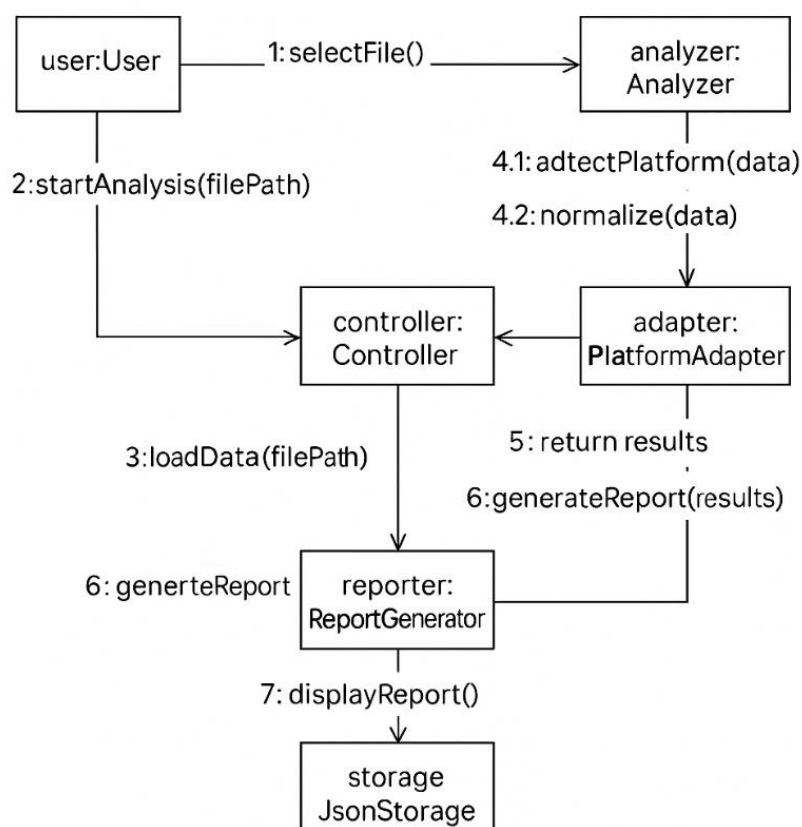 user:User
1: selectFile()
analyzer:
Analyzer
2:startAnalysis(filePath)
4.1: adtectPlatform(data)
4.2: normalize(data)
controller:
Controller
adapter:
PlatformAdapter
3:loadData(filePath)
5: return results
6:generateReport(results)
6: generteReport
reporter:
ReportGenerator
7: displayReport()
storage
JsonStorage